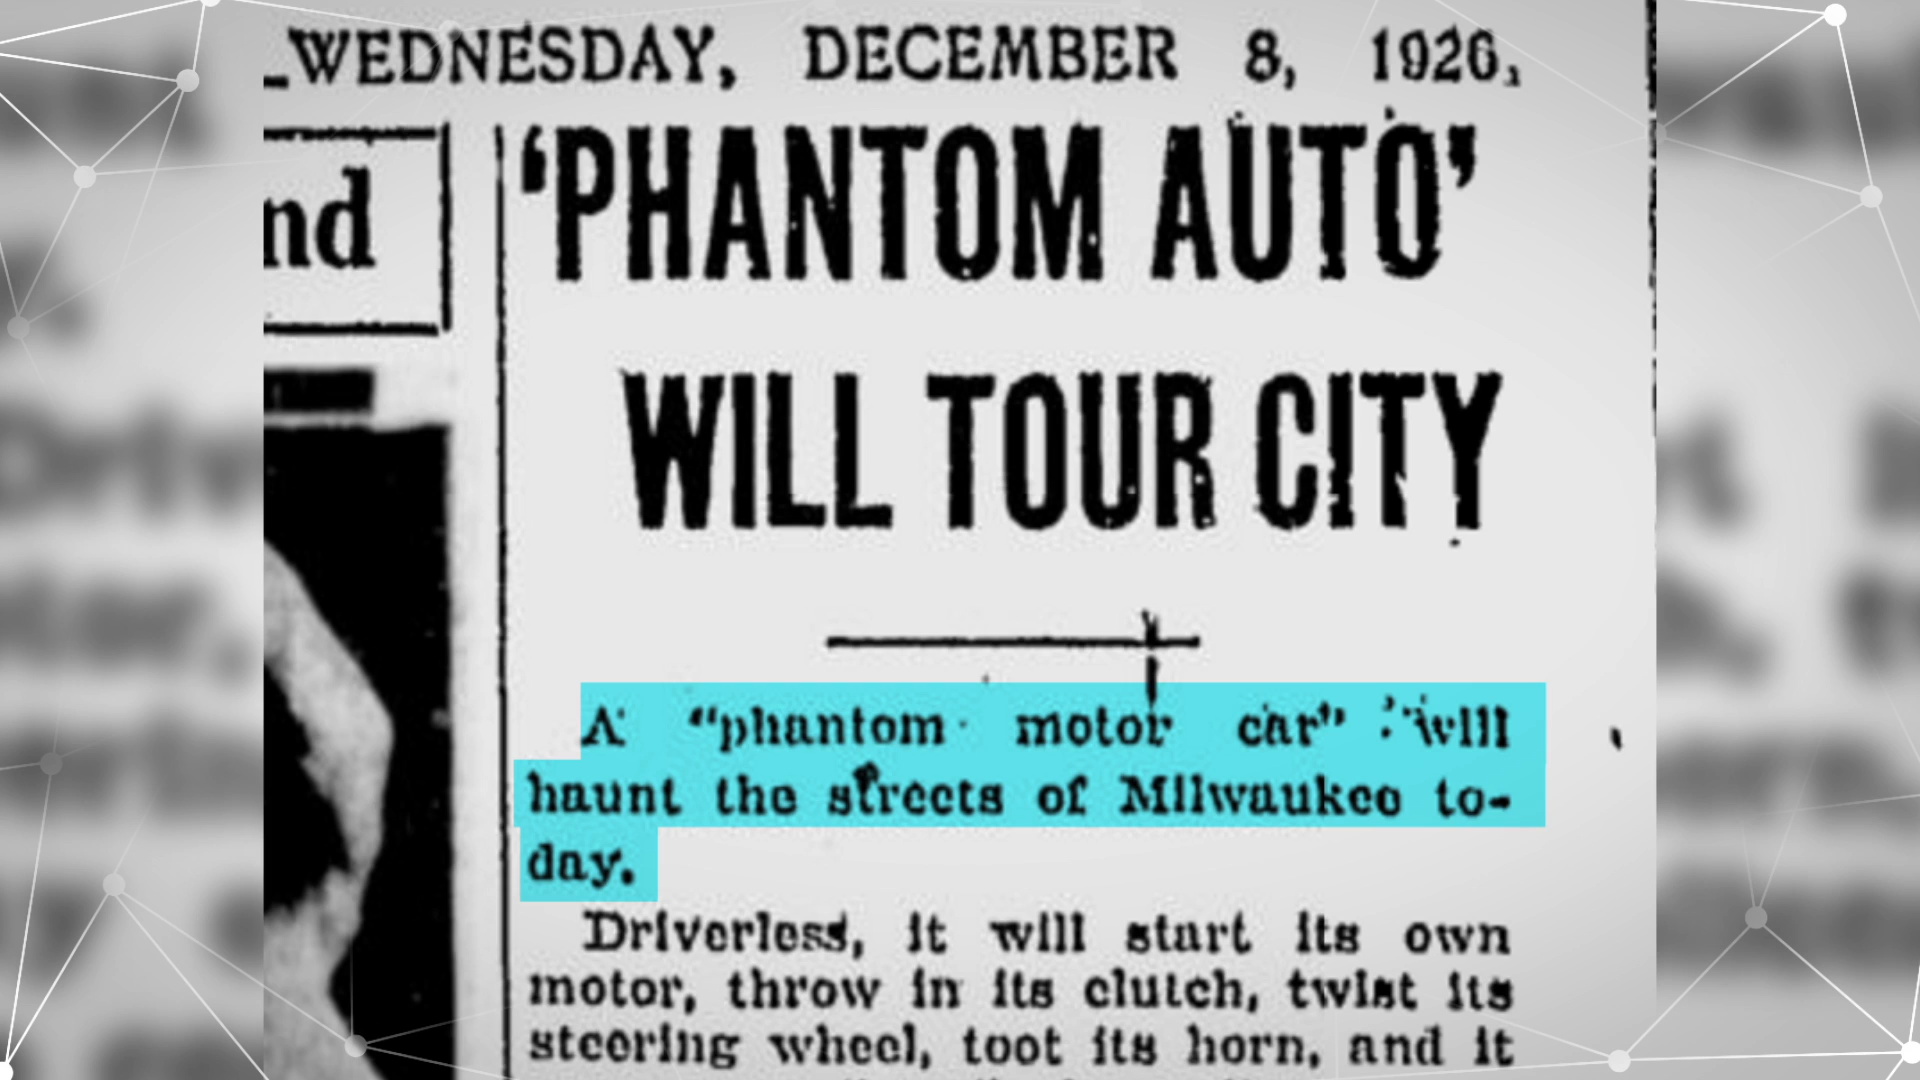 WEDNESDAY, DECEMBER 8, 1926.
nd
'PHANTOM AUTO'
WILL TOUR CITY
A "phantom motor car" will
haunt the streets of Milwaukee to-
day.
Driverless, it will start its own
motor, throw in its clutch, twist its
steering wheel, toot its horn, and it